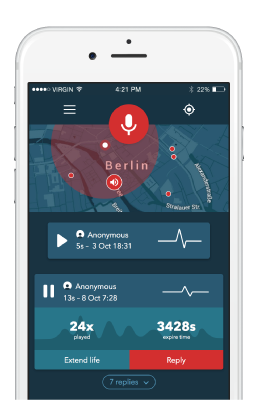 VIRGIN 4:21 PM 22%
Berlin
Alexanderstraße
Stralauer Str.
Anonymous
5s - 3 Oct 18:31
Anonymous
13s - 8 Oct 7:28
24x 3428s
played expire time
Extend life Reply
7 replies